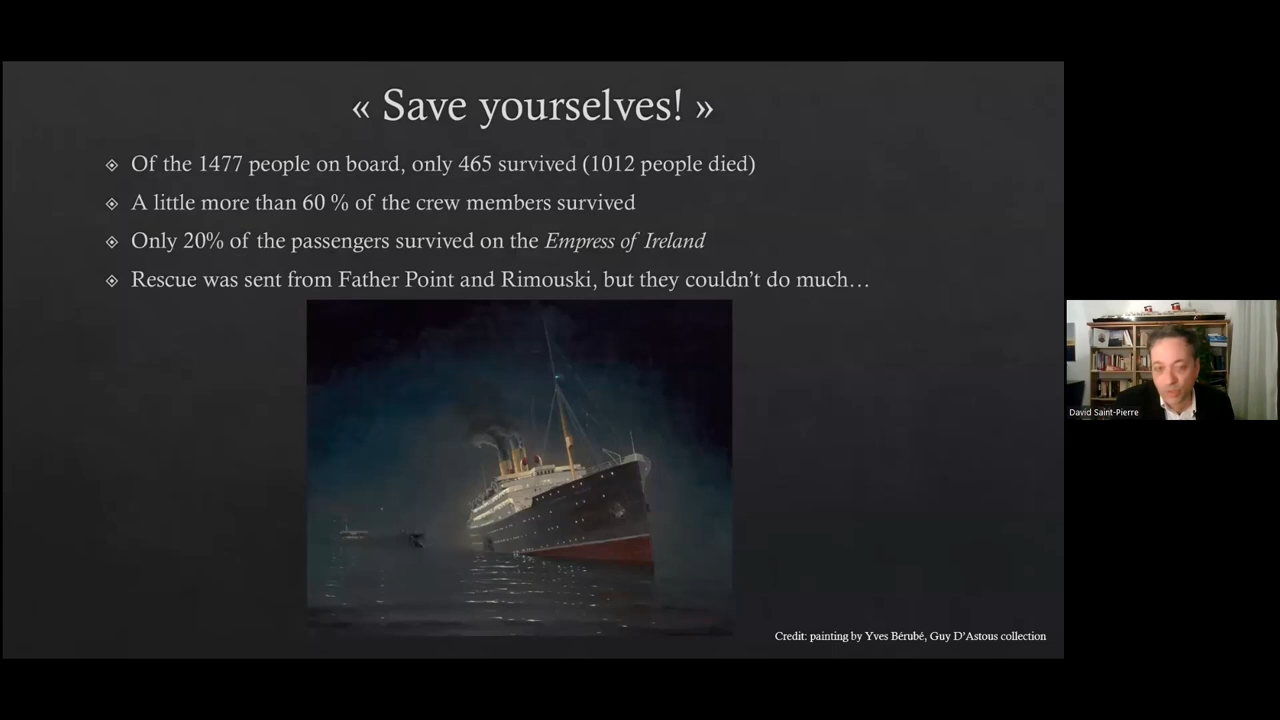 « Save yourselves! »
Of the 1477 people on board, only 465 survived (1012 people died)
A little more than 60 % of the crew members survived
Only 20% of the passengers survived on the Empress of Ireland
Rescue was sent from Father Point and Rimouski, but they couldn’t do much…
Credit: painting by Yves Bérubé, Guy D’Astous collection
David Saint-Pierre